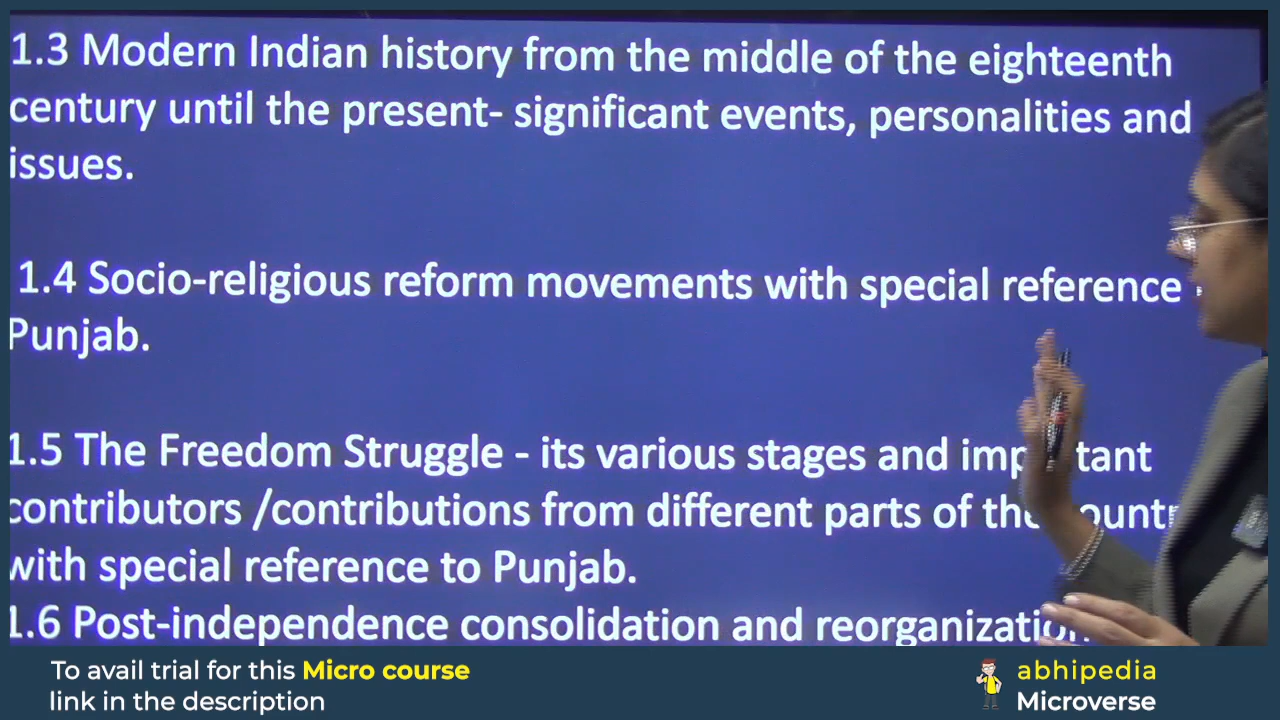 1.3 Modern Indian history from the middle of the eighteenth
century until the present- significant events, personalities and
issues.
1.4 Socio-religious reform movements with special reference
Punjab.
1.5 The Freedom Struggle - its various stages and
contributors /contributions from different parts of
with special reference to Punjab.
1.6 Post-independence consolidation and
To avail trial for this Micro course
link in the description
abhipedia
Microverse